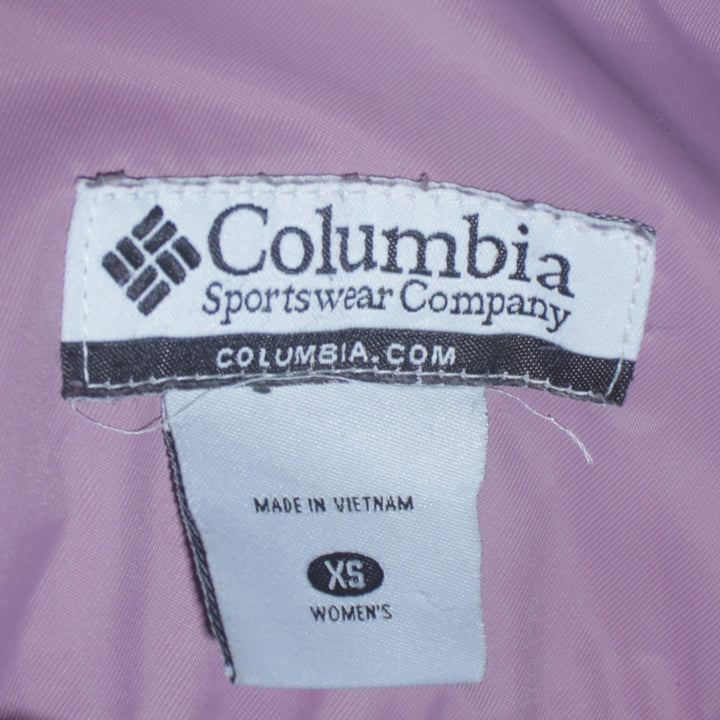 Columbia
Sportswear Company
COLUMBIA.COM
MADE IN VIETNAM
XS
WOMEN'S